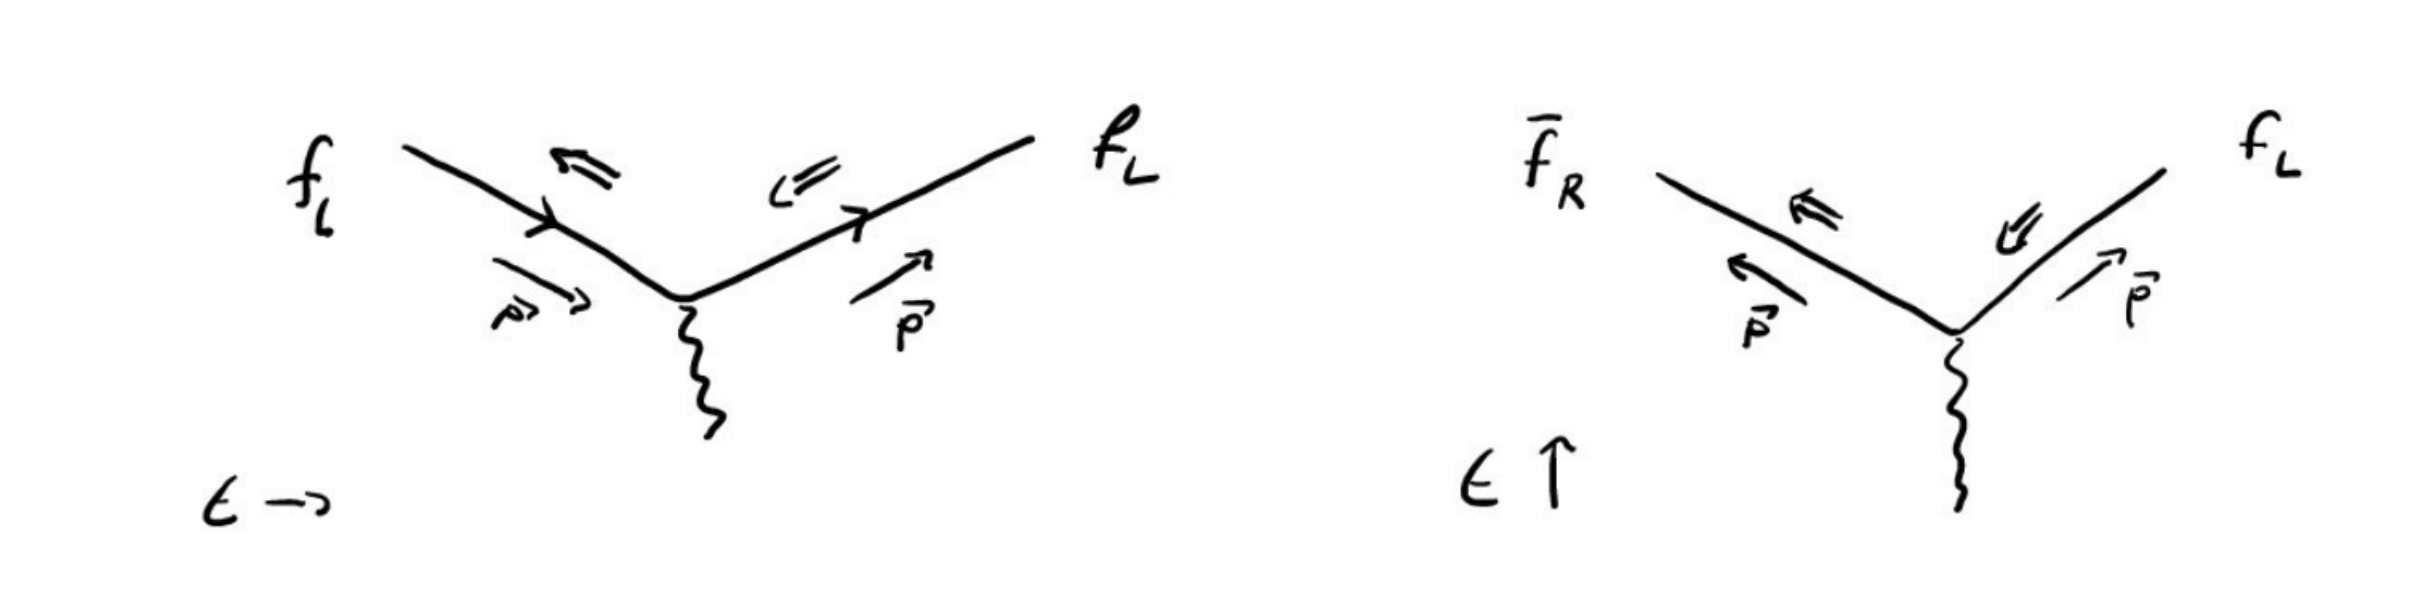 f_L f_L
p⃗ p⃗
t →
f̄_R f_L
p⃗ p⃗
t ↑